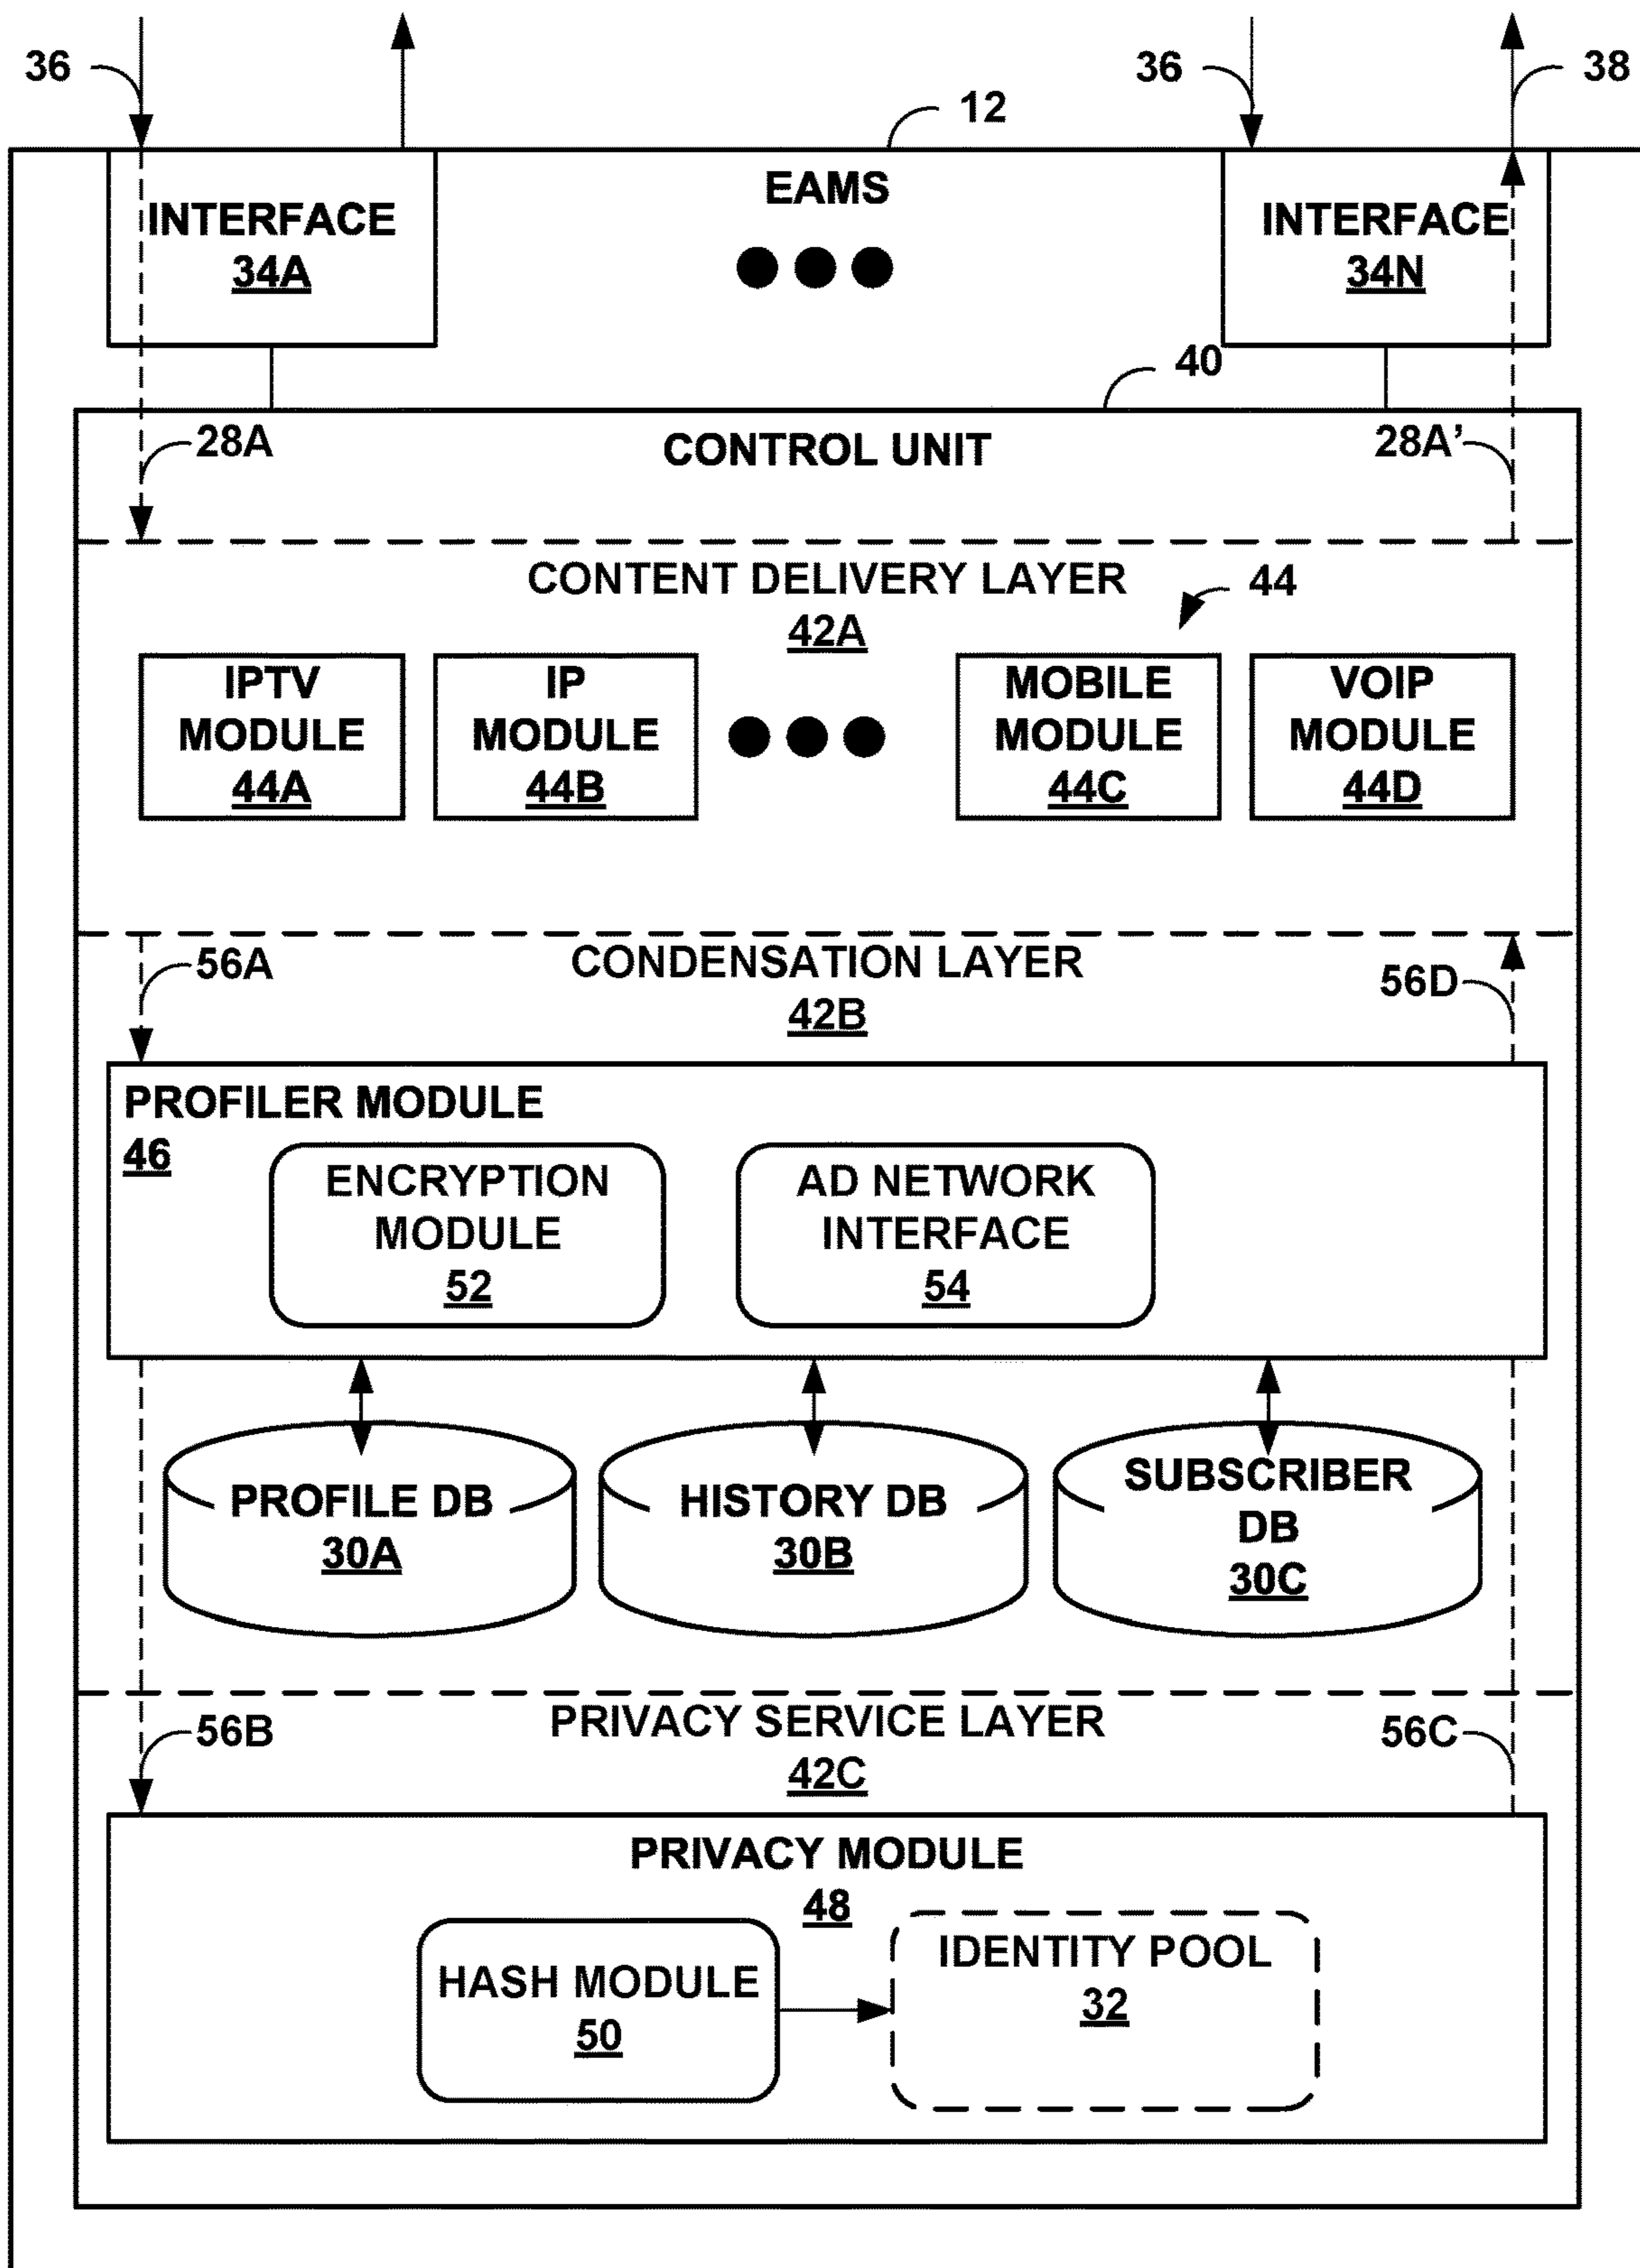 36
36
38
12
EAMS
INTERFACE
34A
INTERFACE
34N
40
28A
CONTROL UNIT
28A'
CONTENT DELIVERY LAYER
42A
44
IPTV
MODULE
44A
IP
MODULE
44B
MOBILE
MODULE
44C
VOIP
MODULE
44D
56A
CONDENSATION LAYER
42B
56D
PROFILER MODULE
46
ENCRYPTION
MODULE
52
AD NETWORK
INTERFACE
54
PROFILE DB
30A
HISTORY DB
30B
SUBSCRIBER
DB
30C
56B
PRIVACY SERVICE LAYER
42C
56C
PRIVACY MODULE
48
HASH MODULE
50
IDENTITY POOL
32